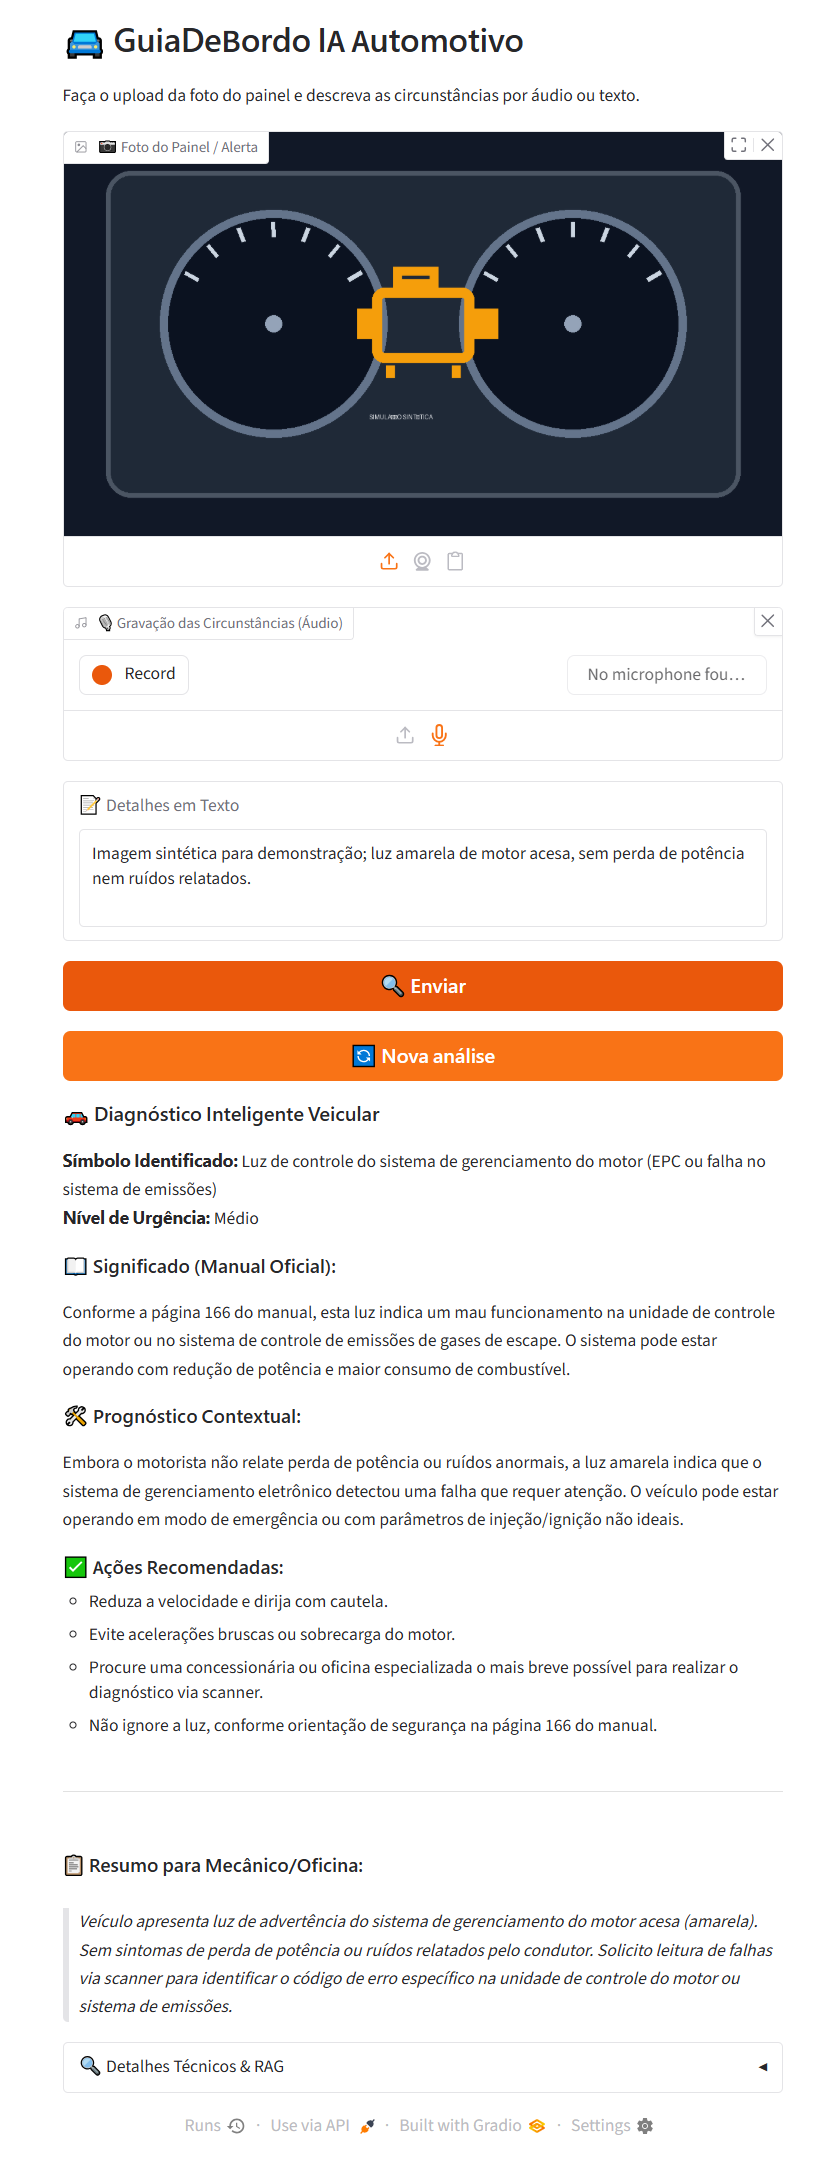 GuiaDeBordo IA Automotivo
Faça o upload da foto do painel e descreva as circunstâncias por áudio ou texto.
Foto do Painel / Alerta
Gravação das Circunstâncias (Áudio)
Record
No microphone fou...
Detalhes em Texto
Imagem sintética para demonstração; luz amarela de motor acesa, sem perda de potência
nem ruídos relatados.
Enviar
Nova análise
Diagnóstico Inteligente Veicular
Símbolo Identificado: Luz de controle do sistema de gerenciamento do motor (EPC ou falha no
sistema de emissões)
Nível de Urgência: Médio
Significado (Manual Oficial):
Conforme a página 166 do manual, esta luz indica um mau funcionamento na unidade de controle
do motor ou no sistema de controle de emissões de gases de escape. O sistema pode estar
operando com redução de potência e maior consumo de combustível.
Prognóstico Contextual:
Embora o motorista não relate perda de potência ou ruídos anormais, a luz amarela indica que o
sistema de gerenciamento eletrônico detectou uma falha que requer atenção. O veículo pode estar
operando em modo de emergência ou com parâmetros de injeção/ignição não ideais.
Ações Recomendadas:
Reduza a velocidade e dirija com cautela.
Evite acelerações bruscas ou sobrecarga do motor.
Procure uma concessionária ou oficina especializada o mais breve possível para realizar o
diagnóstico via scanner.
Não ignore a luz, conforme orientação de segurança na página 166 do manual.
Resumo para Mecânico/Oficina:
Veículo apresenta luz de advertência do sistema de gerenciamento do motor acesa (amarela).
Sem sintomas de perda de potência ou ruídos relatados pelo condutor. Solicito leitura de falhas
via scanner para identificar o código de erro específico na unidade de controle do motor ou
sistema de emissões.
Detalhes Técnicos & RAG
Runs · Use via API · Built with Gradio · Settings